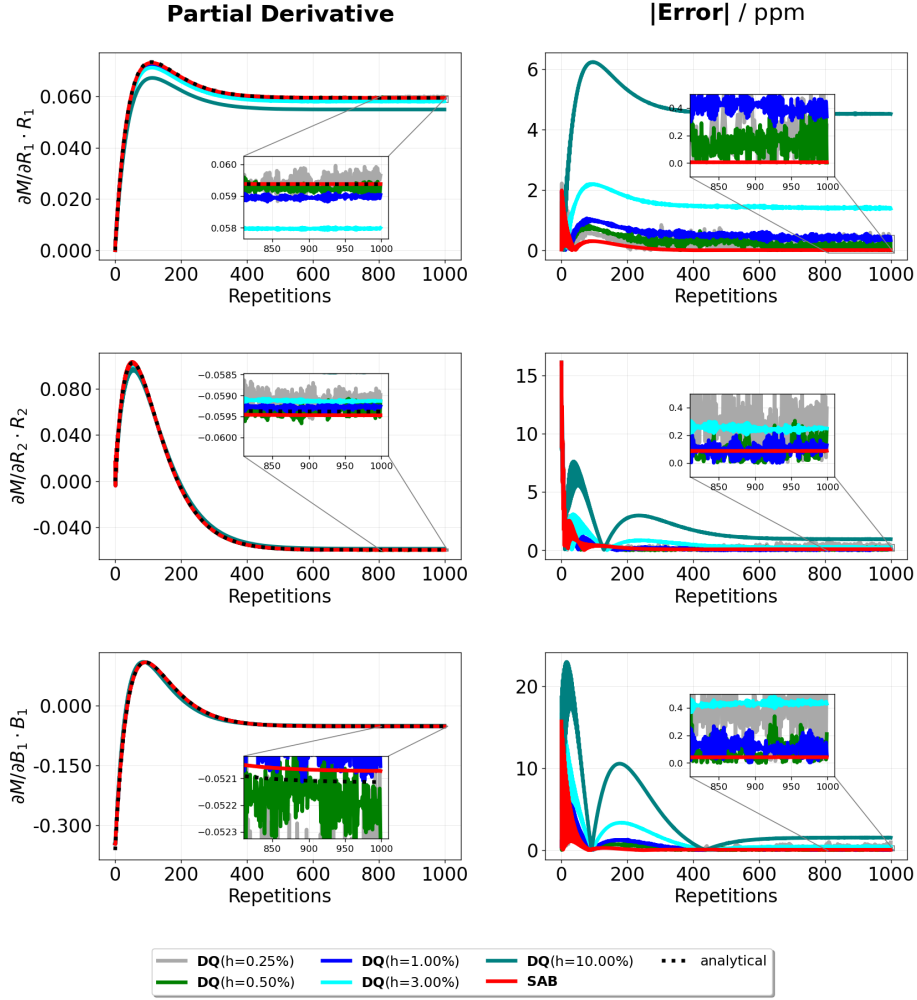 Partial Derivative
|Error| / ppm
0.060
0.040
0.020
0.000
∂M/∂R₁ · R₁
0.060
0.059
0.058
850 900 950 1000
0 200 400 600 800 1000
Repetitions
6
4
2
0
0.4
0.2
0.0
850 900 950 1000
0 200 400 600 800 1000
Repetitions
0.080
0.040
0.000
-0.040
∂M/∂R₂ · R₂
−0.0585
−0.0590
−0.0595
−0.0600
850 900 950 1000
0 200 400 600 800 1000
Repetitions
15
10
5
0
0.4
0.2
0.0
850 900 950 1000
0 200 400 600 800 1000
Repetitions
0.000
-0.150
-0.300
∂M/∂B₁ · B₁
−0.0521
−0.0522
−0.0523
850 900 950 1000
0 200 400 600 800 1000
Repetitions
20
10
0
0.4
0.2
0.0
850 900 950 1000
0 200 400 600 800 1000
Repetitions
DQ(h=0.25%) DQ(h=1.00%) DQ(h=10.00%) analytical
DQ(h=0.50%) DQ(h=3.00%) SAB